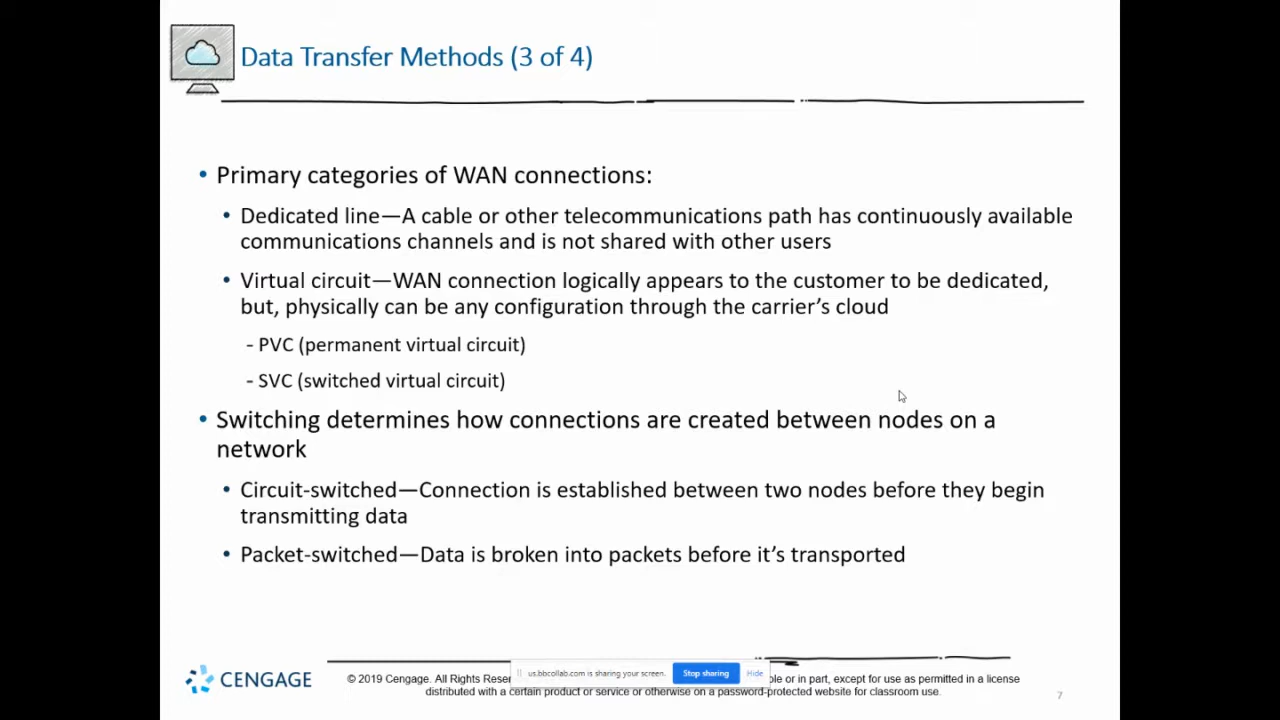 Data Transfer Methods (3 of 4)
• Primary categories of WAN connections:
• Dedicated line—A cable or other telecommunications path has continuously available
communications channels and is not shared with other users
• Virtual circuit—WAN connection logically appears to the customer to be dedicated,
but, physically can be any configuration through the carrier’s cloud
- PVC (permanent virtual circuit)
- SVC (switched virtual circuit)
• Switching determines how connections are created between nodes on a
network
• Circuit-switched—Connection is established between two nodes before they begin
transmitting data
• Packet-switched—Data is broken into packets before it’s transported
CENGAGE
© 2019 Cengage. All Rights
us.bbcollab.com is sharing your screen.
Stop sharing
Hide
or in part, except for use as permitted in a license
distributed with a certain product or service or otherwise on a password-protected website for classroom use.
7